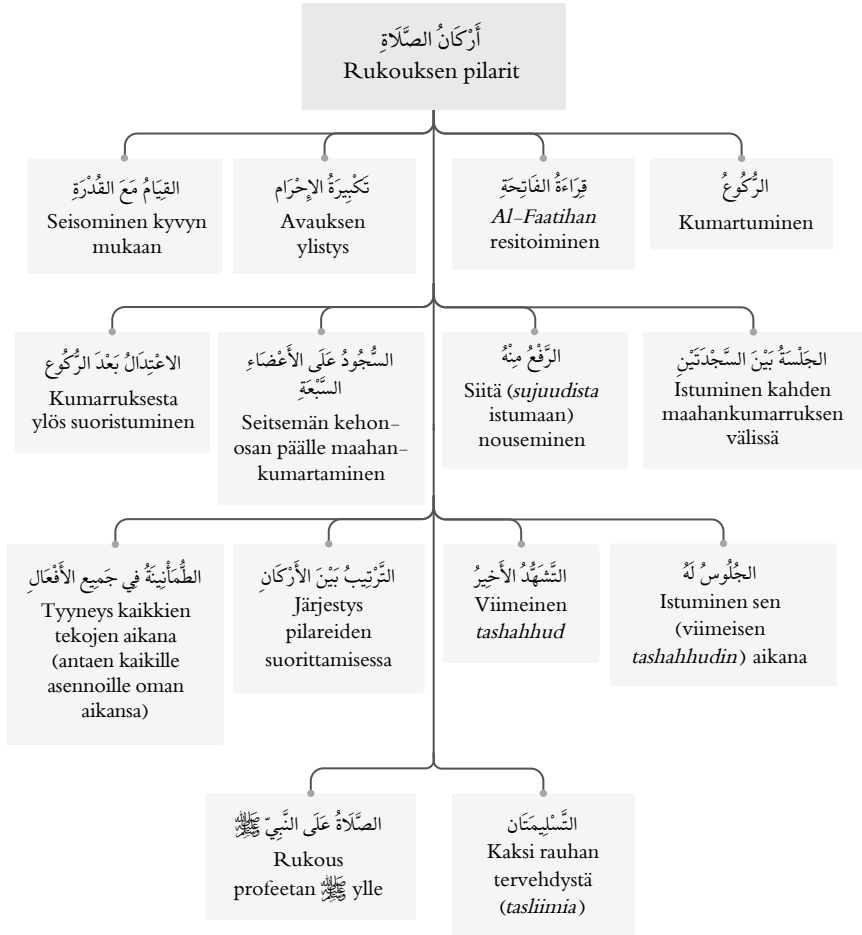 أَرْكَانُ الصَّلَاةِ
Rukouksen pilarit
القِيَامُ مَعَ القُدْرَةِ
Seisominen kyvyn
mukaan
تَكْبِيرَةُ الإِحْرَام
Avauksen
ylistys
قِرَاءَةُ الفَاتِحَةِ
Al-Faatihan
resitoiminen
الرُّكُوعُ
Kumartuminen
الاعْتِدَالُ بَعْدَ الرُّكُوع
Kumarruksesta
ylös suoristuminen
السُّجُودُ عَلَى الأَعْضَاءِ
السَّبْعَةِ
Seitsemän kehon-
osan päälle maahan-
kumartaminen
الرَّفْعُ مِنْهُ
Siitä (sujuudista
istumaan)
nouseminen
الجَلْسَةُ بَيْنَ السَّجْدَتَيْنِ
Istuminen kahden
maahankumarruksen
välissä
الطُّمَأْنِينَةُ فِي جَمِيعِ الأَفْعَالِ
Tyyneys kaikkien
tekojen aikana
(antaen kaikille
asennoille oman
aikansa)
التَّرْتِيبُ بَيْنَ الأَرْكَانِ
Järjestys
pilareiden
suorittamisessa
التَّشَهُّدُ الأَخِيرُ
Viimeinen
tashahhud
الجُلُوسُ لَهُ
Istuminen sen
(viimeisen
tashahhudin) aikana
الصَّلَاةُ عَلَى النَّبِيّ ﷺ
Rukous
profeetan ﷺ ylle
التَّسْلِيمَتَان
Kaksi rauhan
tervehdystä
(tasliimia)